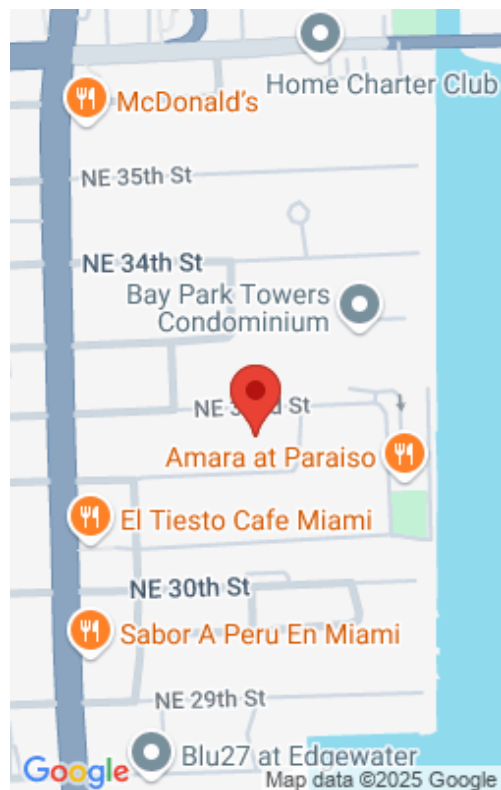 Home Charter Club
McDonald's
NE 35th St
NE 34th St
Bay Park Towers
Condominium
NE St
Amara at Paraiso
El Tiesto Cafe Miami
NE 30th St
Sabor A Peru En Miami
NE 29th St
Blu27 at Edgewater
Google
Map data ©2025 Google